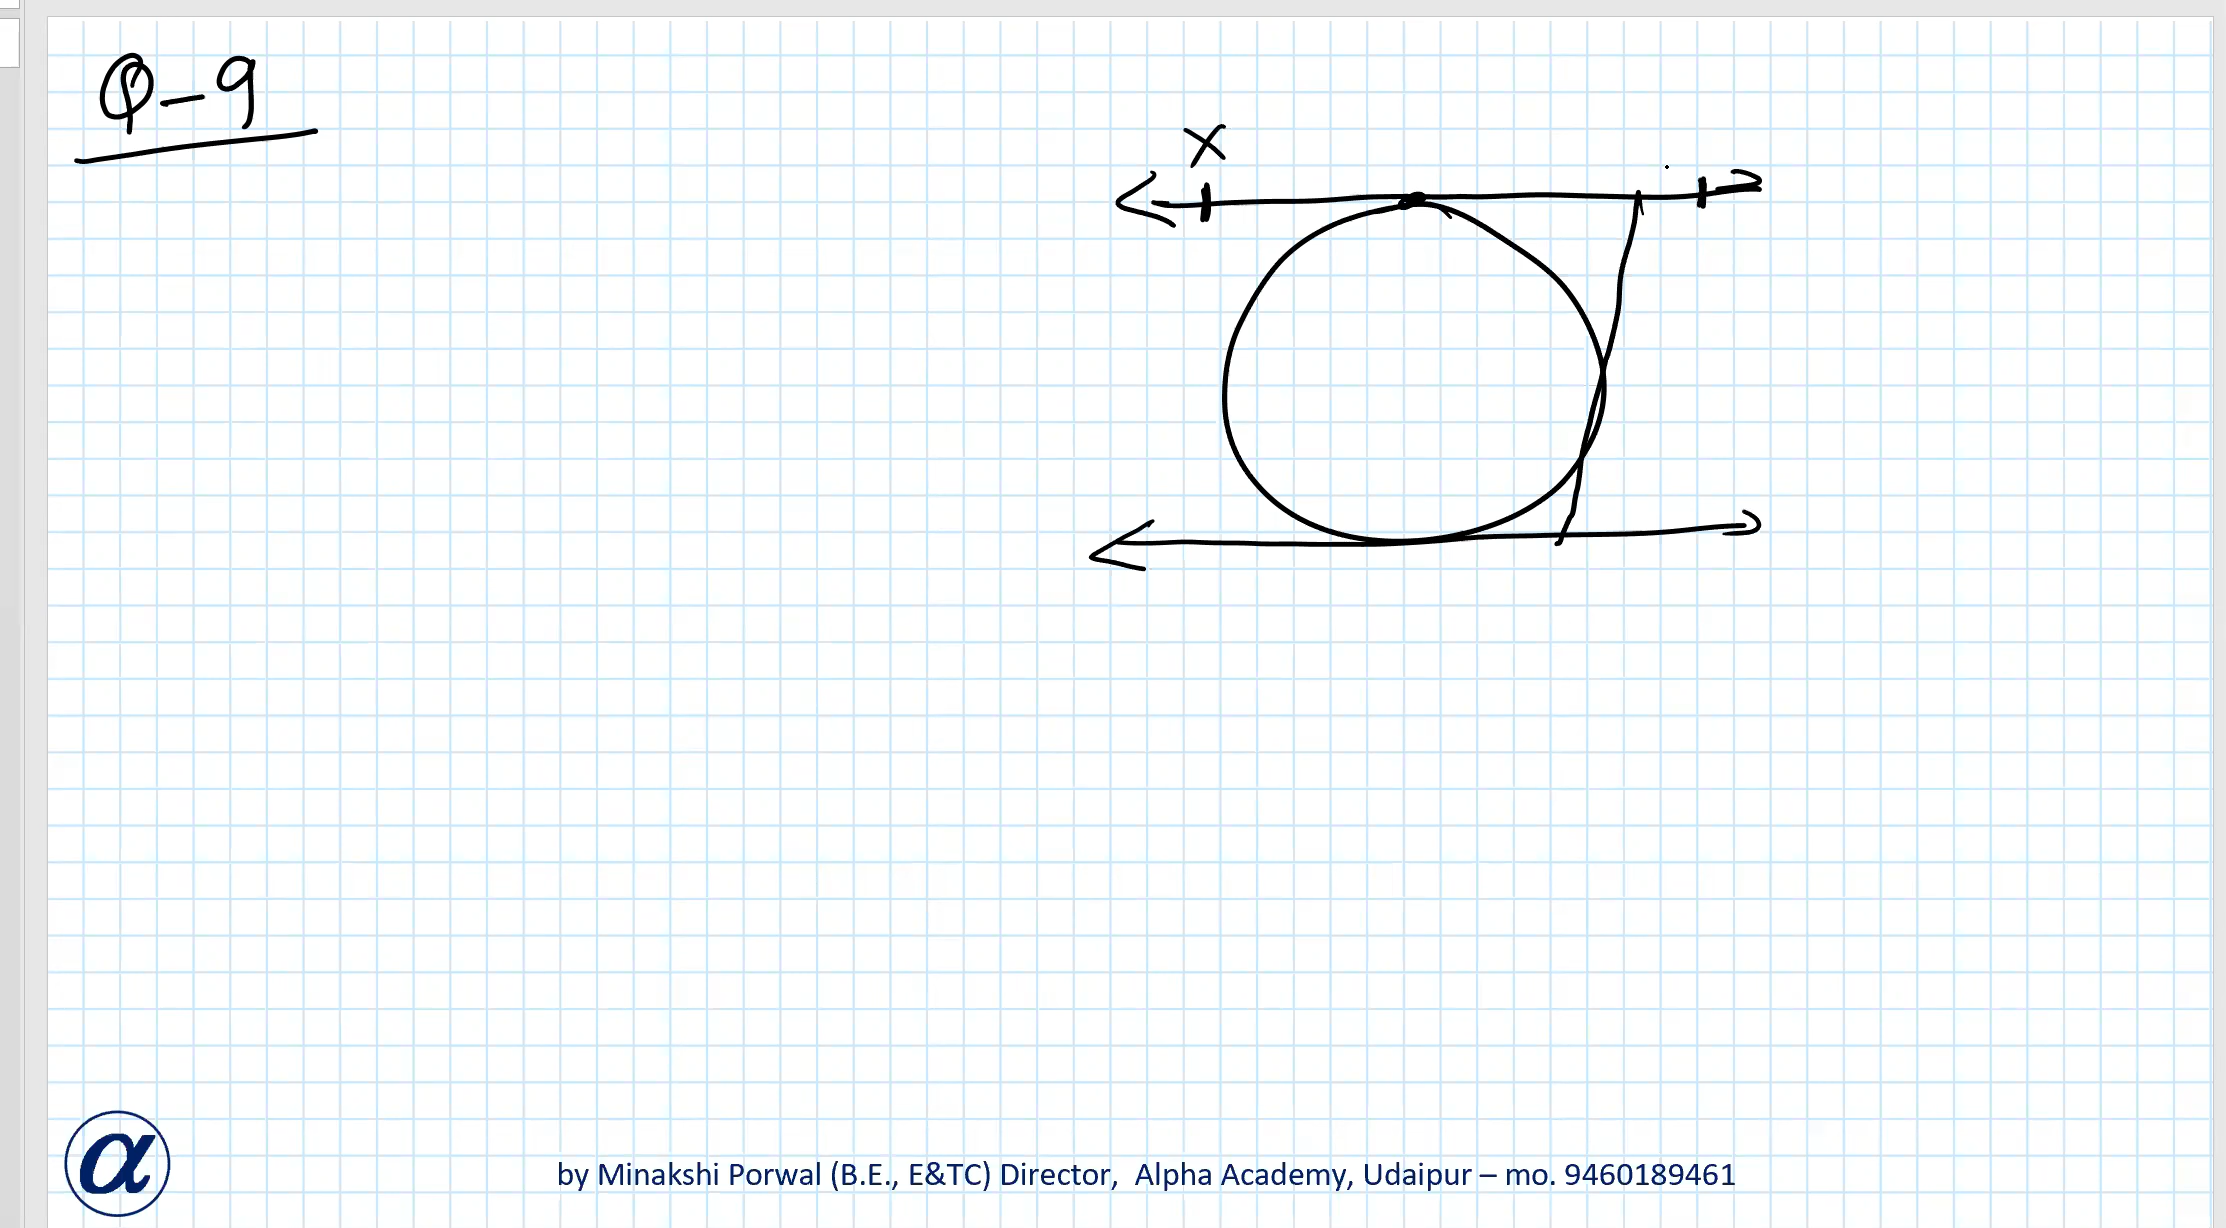 Q-9
X
α
by Minakshi Porwal (B.E., E&TC) Director, Alpha Academy, Udaipur – mo. 9460189461